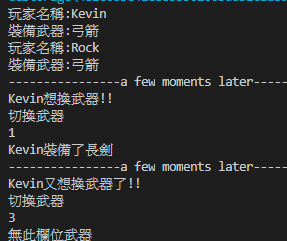 玩家名稱:Kevin
裝備武器:弓箭
玩家名稱:Rock
裝備武器:弓箭
---------------a few moments later-----
Kevin想換武器!!
切換武器
1
Kevin裝備了長劍
---------------a few moments later-----
Kevin又想換武器了!!
切換武器
3
無此欄位武器